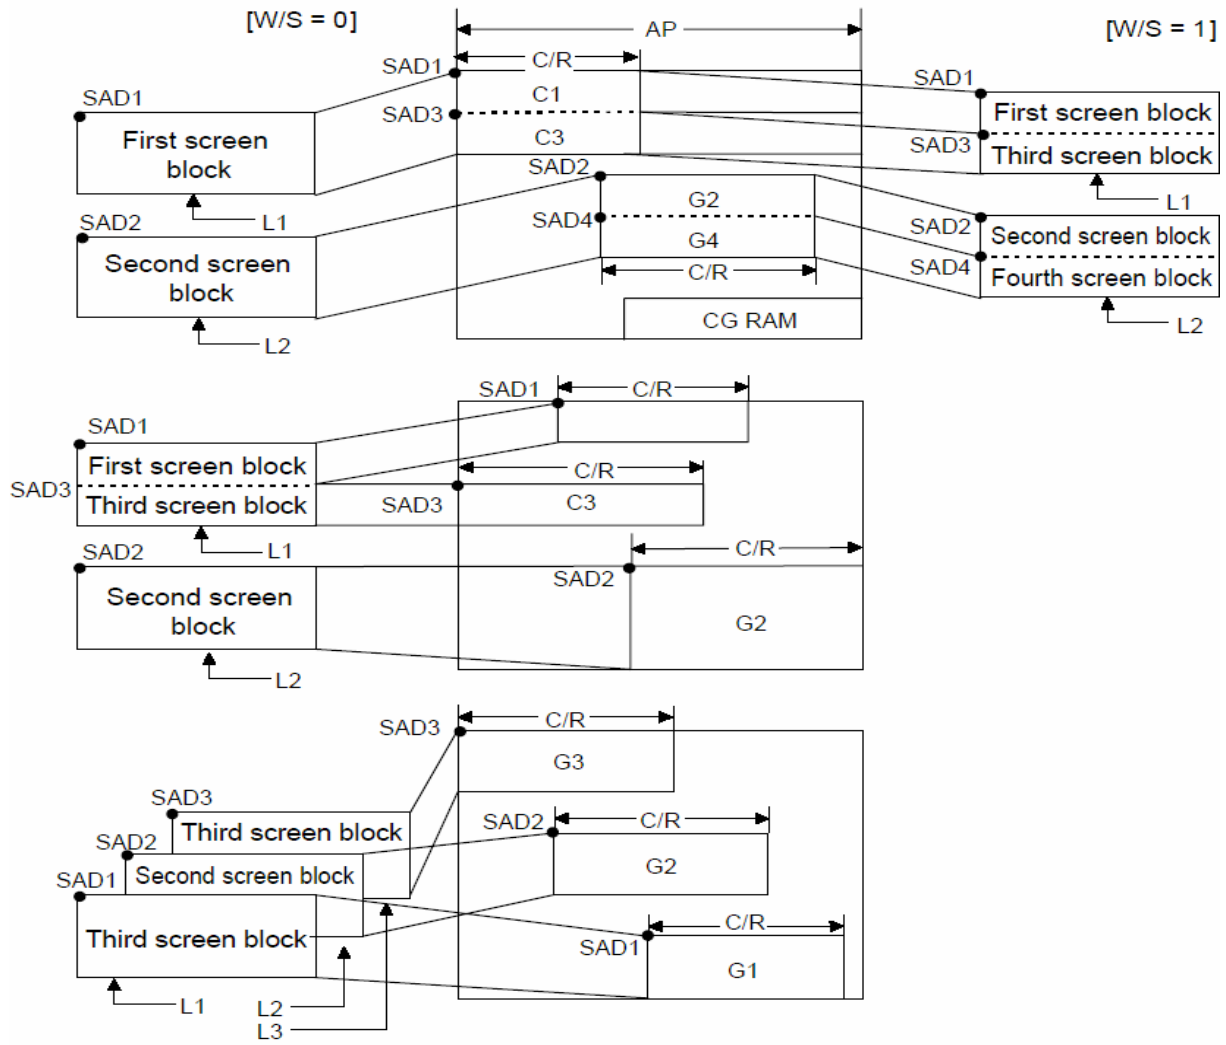 [W/S = 0]
AP
[W/S = 1]
C/R
SAD1
SAD1
SAD1
C1
First screen block
SAD3
First screen
block
C3
SAD3
Third screen block
SAD2
L1
L1
SAD2
G2
SAD2
Second screen block
SAD4
G4
Second screen
block
SAD4
Fourth screen block
C/R
CG RAM
L2
L2
SAD1
C/R
SAD1
First screen block
C/R
SAD3
Third screen block
SAD3
C3
L1
SAD2
C/R
SAD2
Second screen
block
G2
L2
SAD3
C/R
G3
SAD3
Third screen block
SAD2
SAD2
C/R
Second screen block
G2
SAD1
Third screen block
C/R
SAD1
G1
L1
L2
L3